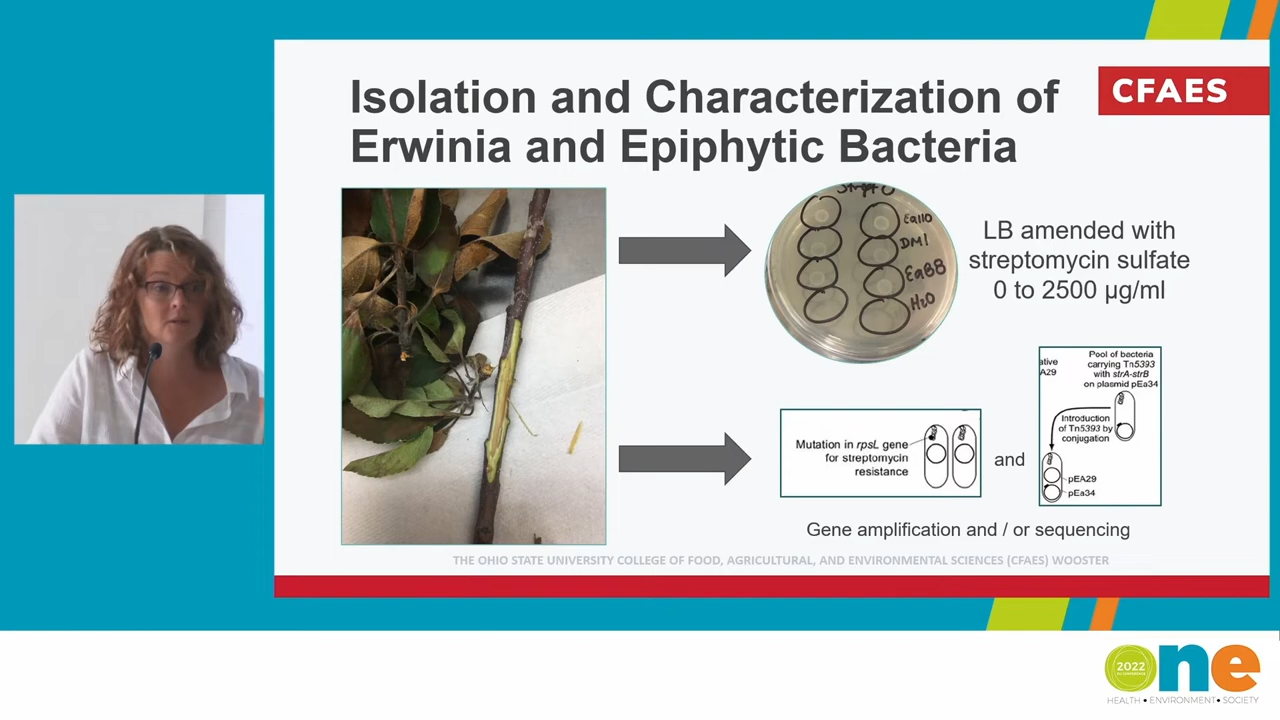 Isolation and Characterization of
Erwinia and Epiphytic Bacteria
CFAES
Ea110
DM1
Ea88
H2O
LB amended with
streptomycin sulfate
0 to 2500 µg/ml
Mutation in rpsL gene
for streptomycin
resistance
and
ative
A29
Pool of bacteria
carrying Tn5393
with strA-strB
on plasmid pEa34
Introduction
of Tn5393 by
conjugation
pEA29
pEa34
Gene amplification and / or sequencing
THE OHIO STATE UNIVERSITY COLLEGE OF FOOD, AGRICULTURAL, AND ENVIRONMENTAL SCIENCES (CFAES) WOOSTER
2022
one
HEALTH • ENVIRONMENT • SOCIETY